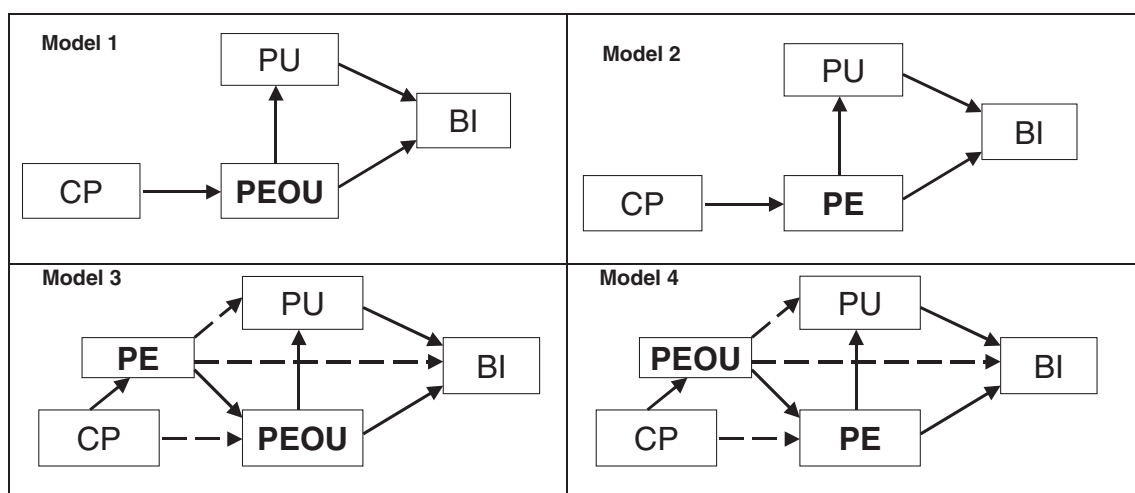 Model 1
PU
BI
CP
PEOU
Model 2
PU
BI
CP
PE
Model 3
PU
PE
BI
CP
PEOU
Model 4
PU
PEOU
BI
CP
PE